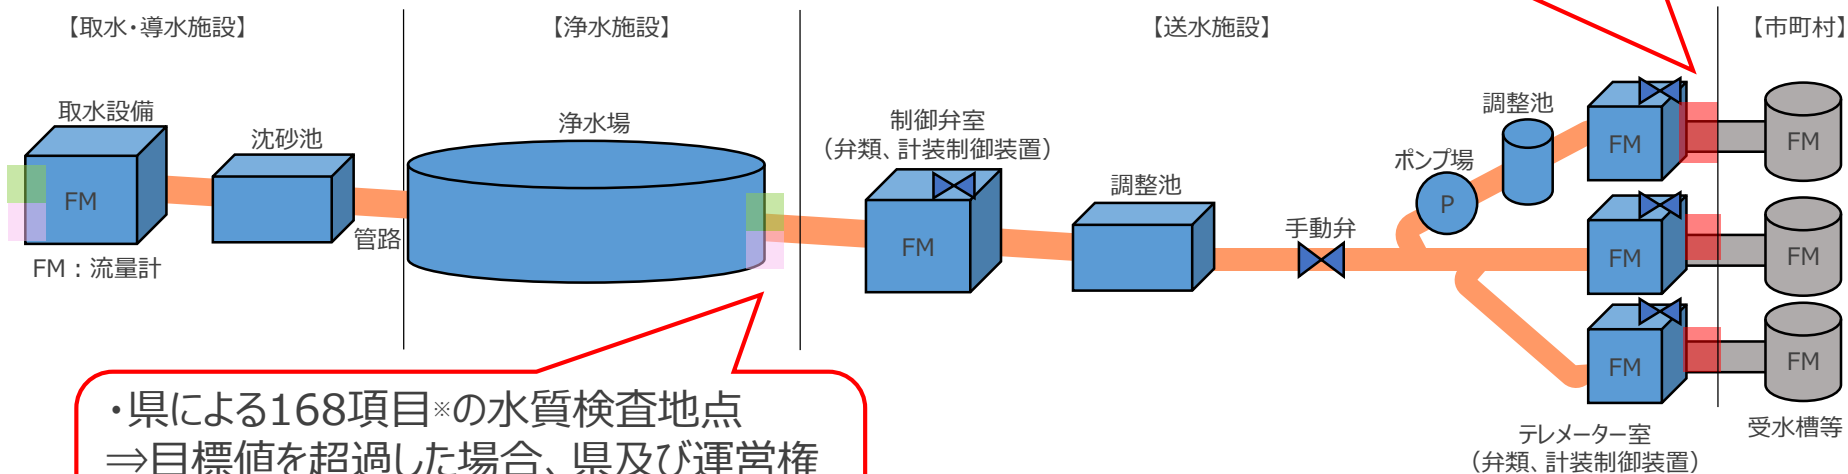 【取水・導水施設】
【浄水施設】
【送水施設】
【市町村】
取水設備
沈砂池
浄水場
制御弁室
（弁類、計装制御装置）
調整池
手動弁
ポンプ場
調整池
FM
FM
FM
FM
FM
FM
FM
FM
P
管路
FM：流量計
テレメーター室
（弁類、計装制御装置）
受水槽等
・県による168項目※の水質検査地点
⇒目標値を超過した場合、県及び運営権